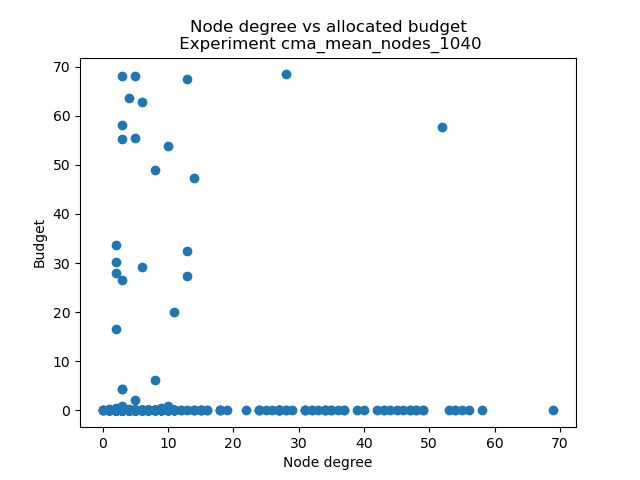 Node degree vs allocated budget
Experiment cma_mean_nodes_1040
70
60
50
40
30
20
10
0
Budget
0 10 20 30 40 50 60 70
Node degree